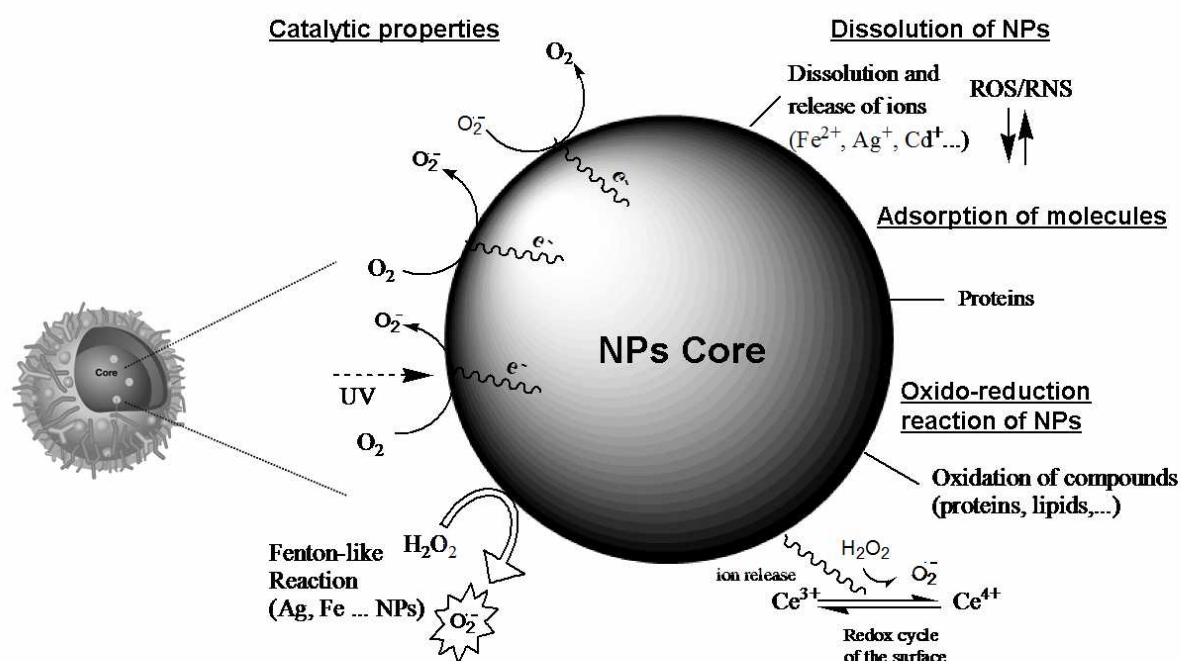 Catalytic properties
O₂
O₂·⁻
O₂·⁻
e⁻
e⁻
O₂
O₂·⁻
e⁻
UV
O₂
Core
NPs Core
Fenton-like
Reaction
(Ag, Fe ... NPs)
H₂O₂
O₂·⁻
Dissolution of NPs
Dissolution and
release of ions
(Fe²⁺, Ag⁺, Cd⁺...)
ROS/RNS
Adsorption of molecules
Proteins
Oxido-reduction
reaction of NPs
Oxidation of compounds
(proteins, lipids,...)
ion release
H₂O₂
O₂·⁻
Ce³⁺
Ce⁴⁺
Redox cycle
of the surface